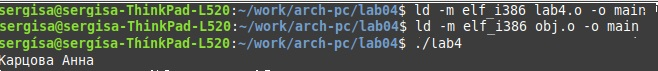 sergisa@sergisa-ThinkPad-L520:~/work/arch-pc/lab04$ ld -m elf_i386 lab4.o -o main
sergisa@sergisa-ThinkPad-L520:~/work/arch-pc/lab04$ ld -m elf_i386 obj.o -o main
sergisa@sergisa-ThinkPad-L520:~/work/arch-pc/lab04$ ./lab4
Карцова Анна